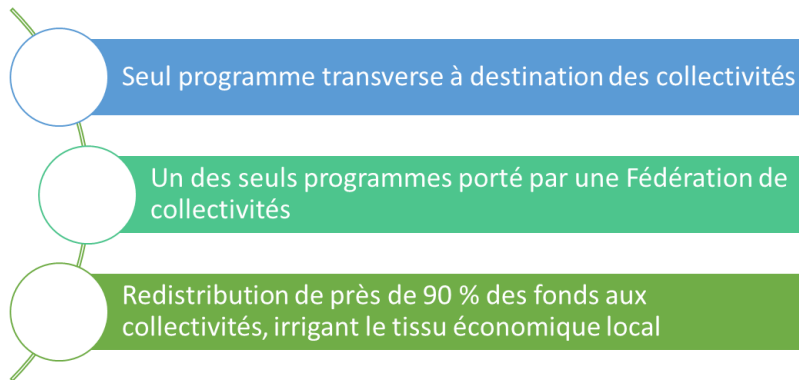 Seul programme transverse à destination des collectivités
Un des seuls programmes porté par une Fédération de
collectivités
Redistribution de près de 90 % des fonds aux
collectivités, irrigant le tissu économique local